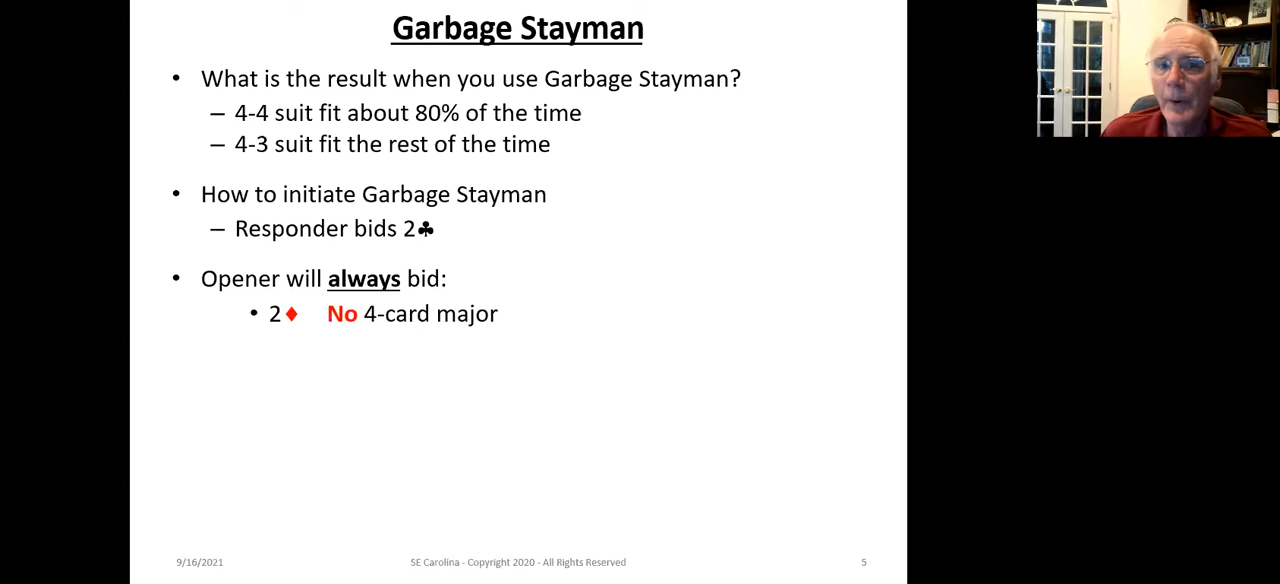 Garbage Stayman
• What is the result when you use Garbage Stayman?
– 4-4 suit fit about 80% of the time
– 4-3 suit fit the rest of the time
• How to initiate Garbage Stayman
– Responder bids 2♣
• Opener will always bid:
• 2♦ No 4-card major
9/16/2021 SE Carolina - Copyright 2020 - All Rights Reserved 5